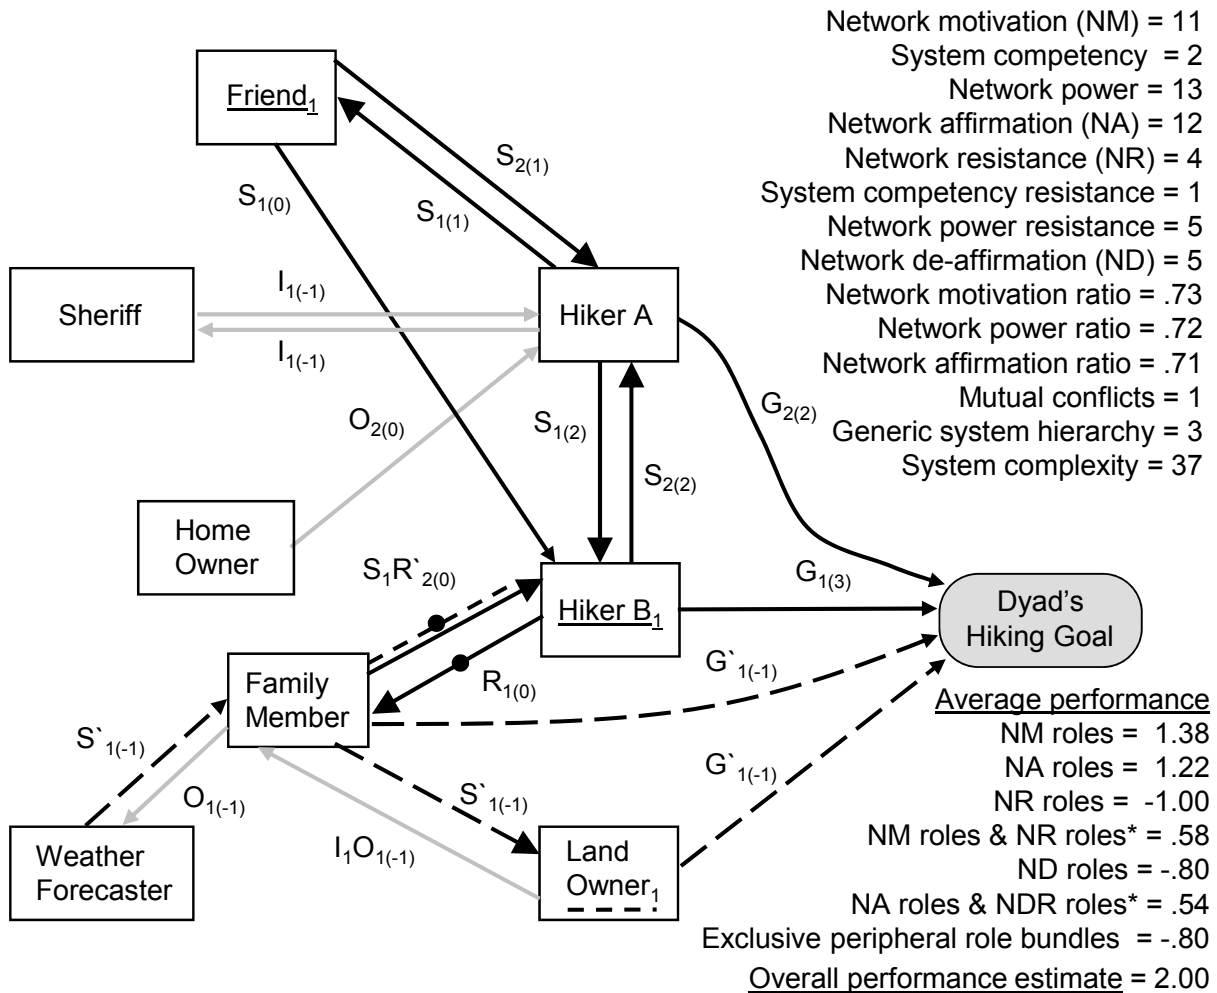 Network motivation (NM) = 11
System competency = 2
Network power = 13
Network affirmation (NA) = 12
Network resistance (NR) = 4
System competency resistance = 1
Network power resistance = 5
Network de-affirmation (ND) = 5
Network motivation ratio = .73
Network power ratio = .72
Network affirmation ratio = .71
Mutual conflicts = 1
Generic system hierarchy = 3
System complexity = 37
Friend1
S2(1)
S1(0)
S1(1)
Sheriff
I1(-1)
I1(-1)
Hiker A
O2(0)
S1(2)
G2(2)
S2(2)
Home
Owner
S1R`2(0)
G1(3)
Hiker B1
Dyad's
Hiking Goal
R1(0)
G`1(-1)
Family
Member
S`1(-1)
O1(-1)
S`1(-1)
G`1(-1)
I1O1(-1)
Weather
Forecaster
Land
Owner1
Average performance
NM roles = 1.38
NA roles = 1.22
NR roles = -1.00
NM roles & NR roles* = .58
ND roles = -.80
NA roles & NDR roles* = .54
Exclusive peripheral role bundles = -.80
Overall performance estimate = 2.00